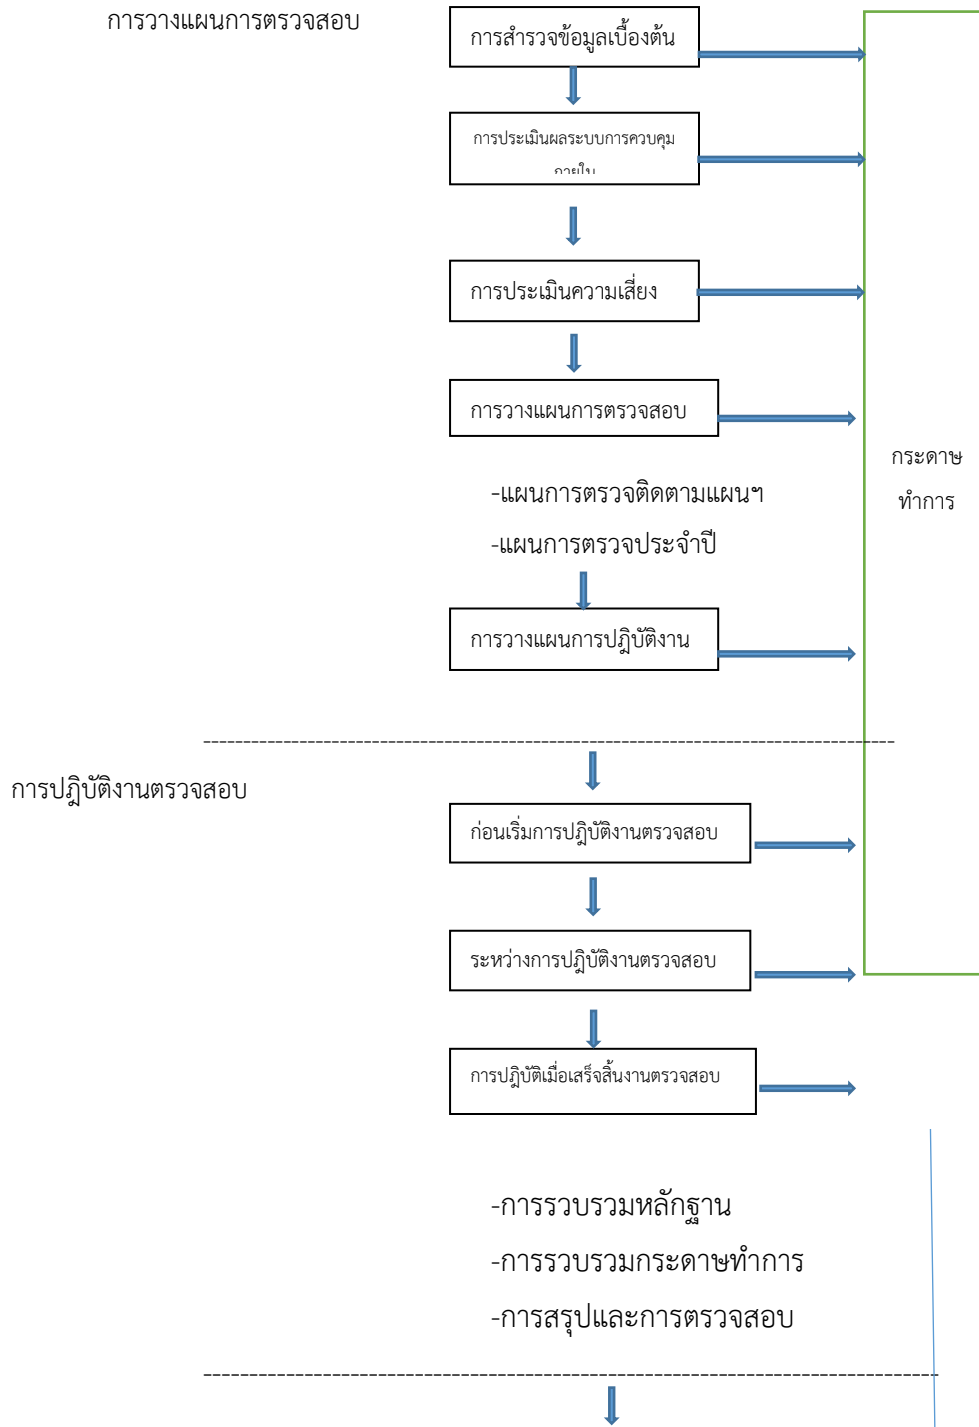 การวางแผนการตรวจสอบ
การสำรวจข้อมูลเบื้องต้น
การประเมินผลระบบการควบคุม
ภายใน
การประเมินความเสี่ยง
การวางแผนการตรวจสอบ
-แผนการตรวจติดตามแผนฯ
-แผนการตรวจประจำปี
การวางแผนการปฏิบัติงาน
กระดาษ
ทำการ
การปฏิบัติงานตรวจสอบ
ก่อนเริ่มการปฏิบัติงานตรวจสอบ
ระหว่างการปฏิบัติงานตรวจสอบ
การปฏิบัติเมื่อเสร็จสิ้นงานตรวจสอบ
-การรวบรวมหลักฐาน
-การรวบรวมกระดาษทำการ
-การสรุปและการตรวจสอบ